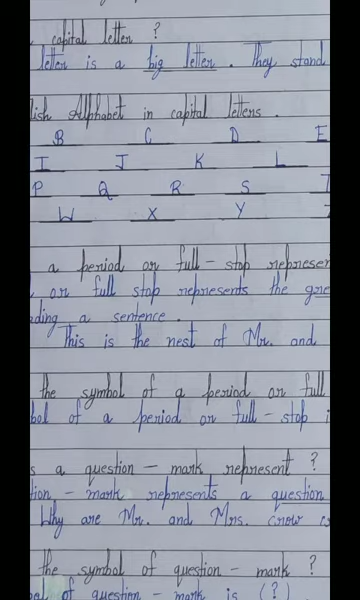 capital letter ?
letter is a big letter . They stand
lish Alphabet in capital letters .
B C D E
I J K L
P Q R S
W X Y
a period or full - stop represen
or full stop represents the gre
ding a sentence .
This is the nest of Mr. and
the symbol of a period or full
bol of a period or full - stop i
s a question - mark represent ?
tion - mark represents a question
Why are Mr. and Mrs. crow cr
the symbol of question - mark ?
bol of question - mark is (?)